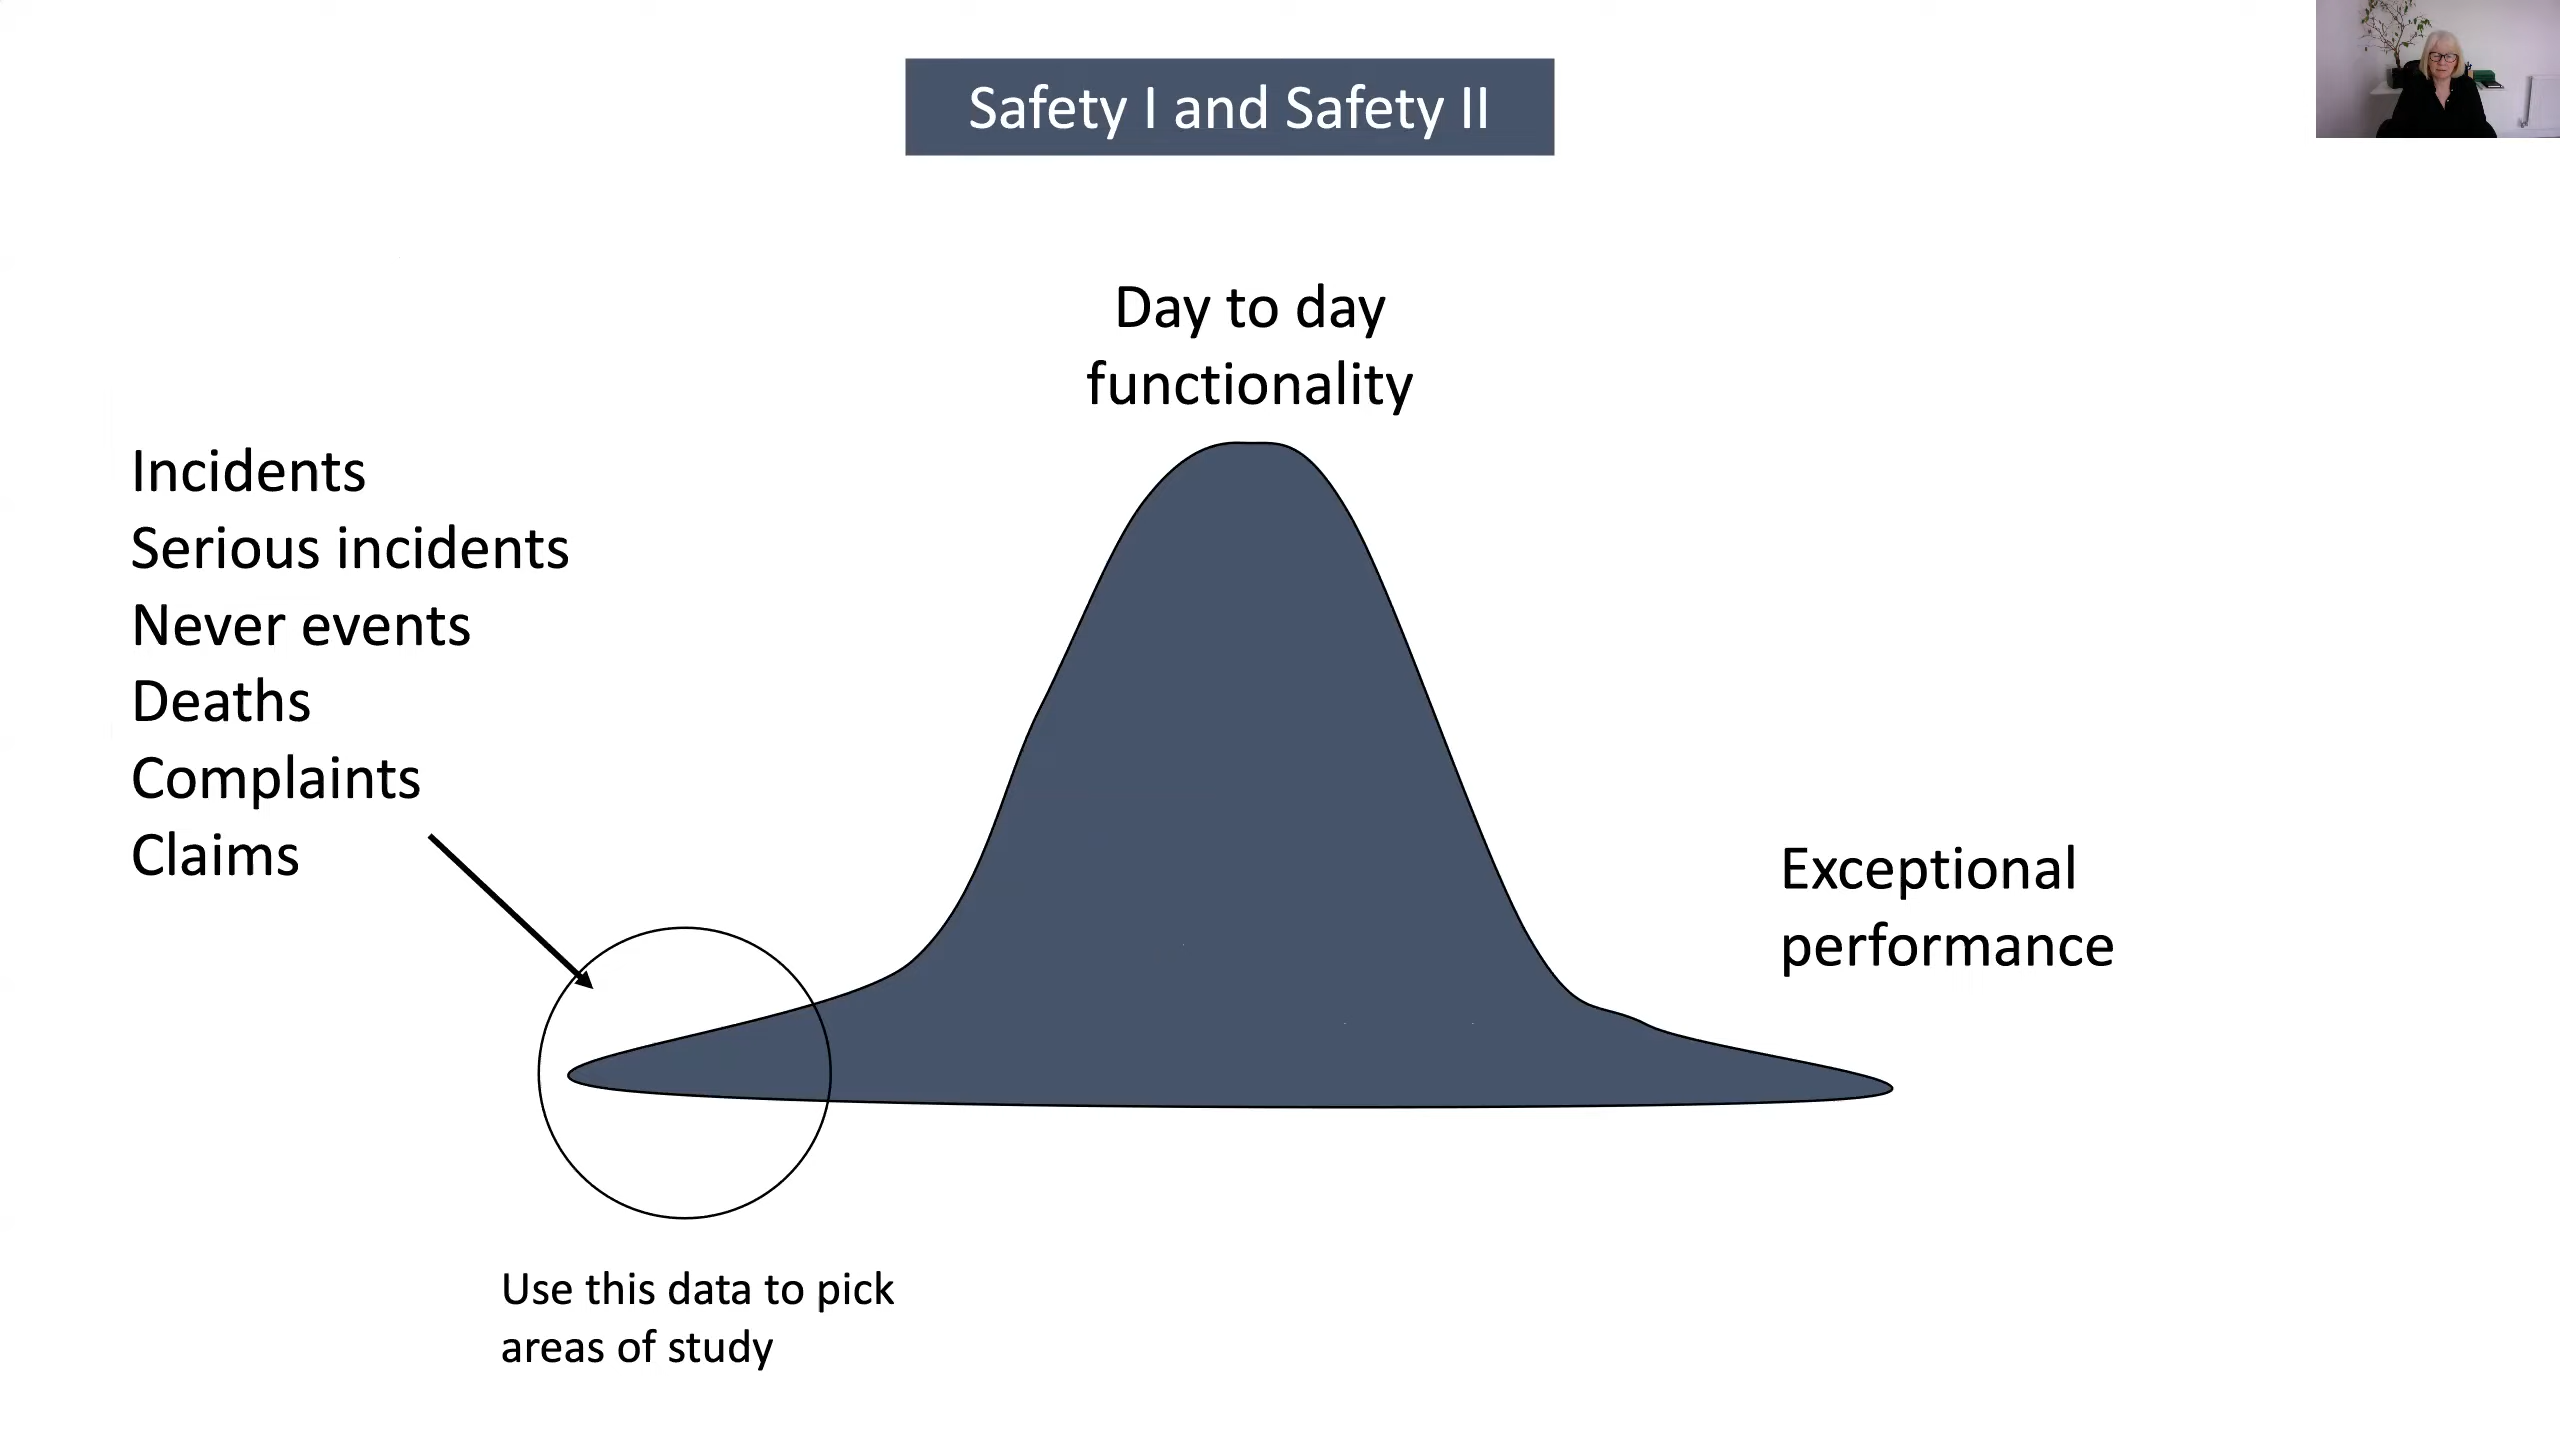 Safety I and Safety II
Day to day
functionality
Incidents
Serious incidents
Never events
Deaths
Complaints
Claims
Exceptional
performance
Use this data to pick
areas of study